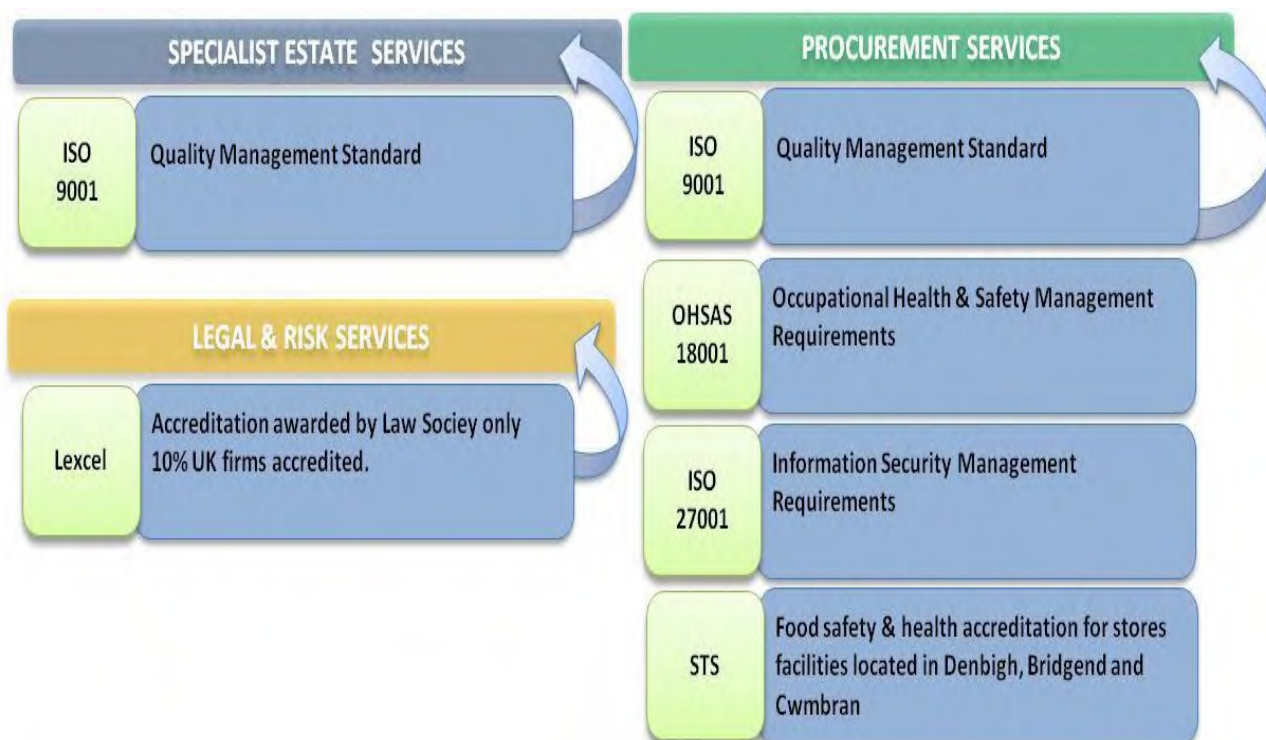 SPECIALIST ESTATE SERVICES
ISO
9001
Quality Management Standard
LEGAL & RISK SERVICES
Lexcel
Accreditation awarded by Law Sociey only
10% UK firms accredited.
PROCUREMENT SERVICES
ISO
9001
Quality Management Standard
OHSAS
18001
Occupational Health & Safety Management
Requirements
ISO
27001
Information Security Management
Requirements
STS
Food safety & health accreditation for stores
facilities located in Denbigh, Bridgend and
Cwmbran